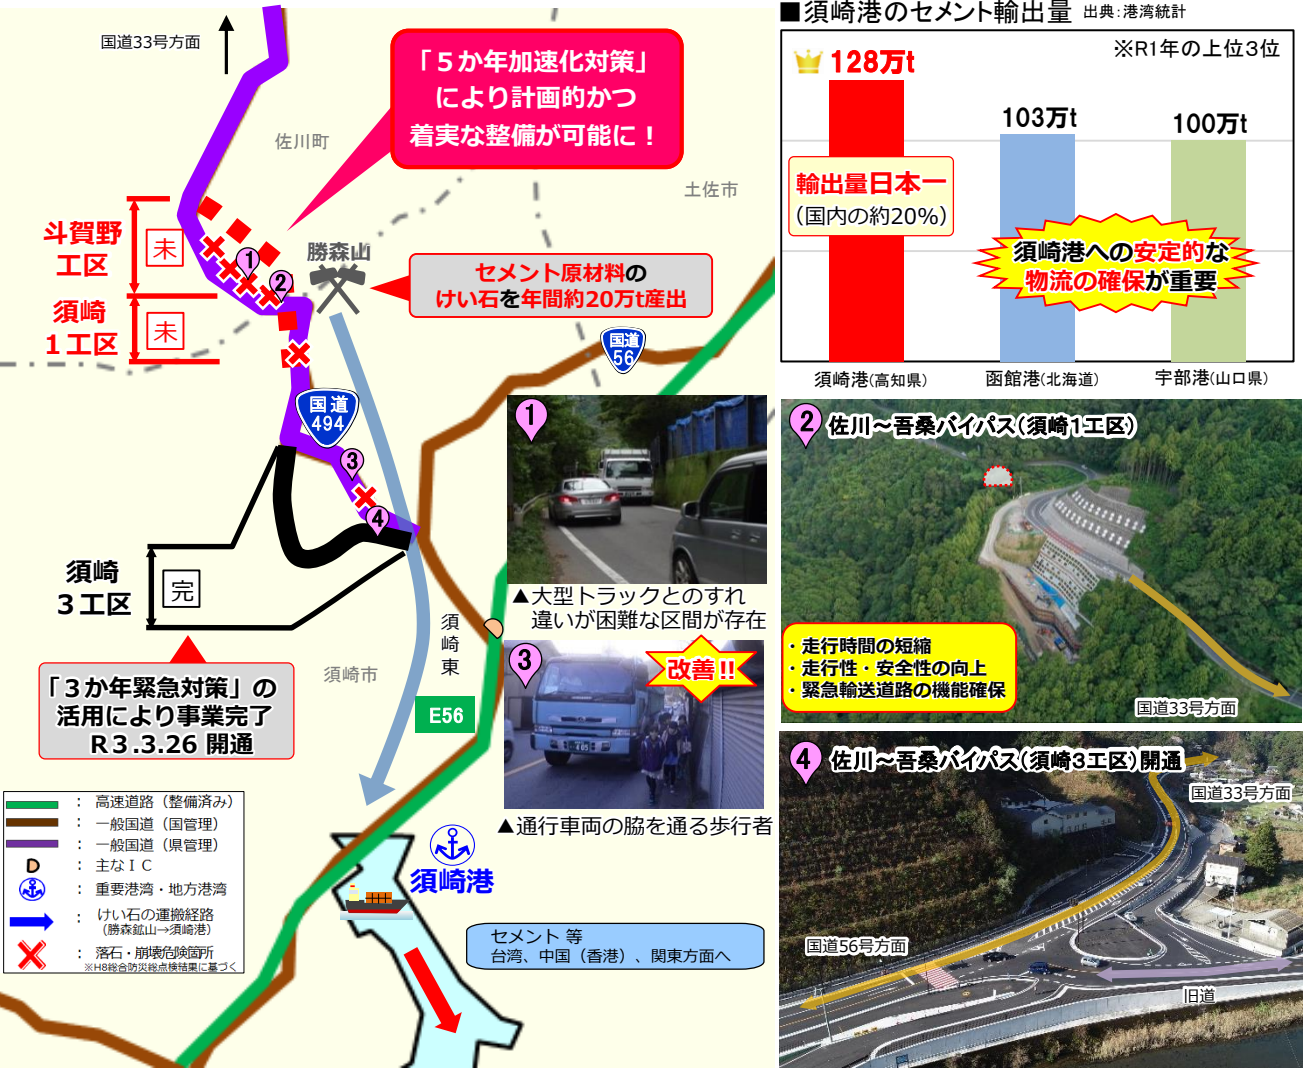 国道33号方面
「５か年加速化対策」
により計画的かつ
着実な整備が可能に！
佐川町
土佐市
斗賀野
工区
未
須崎
１工区
未
1
2
勝森山
セメント原材料の
けい石を年間約20万t産出
国道
56
国道
494
3
4
須崎
３工区
完
「３か年緊急対策」の
活用により事業完了
Ｒ３.３.26 開通
須崎市
須崎東
E56
：高速道路（整備済み）
：一般国道（国管理）
：一般国道（県管理）
：主なＩＣ
：重要港湾・地方港湾
：けい石の運搬経路
（勝森鉱山→須崎港）
：落石・崩壊危険箇所
※H8総合防災総点検結果に基づく
須崎港
セメント 等
台湾、中国（香港）、関東方面へ
1
▲大型トラックとのすれ
違いが困難な区間が存在
3
改善!!
▲通行車両の脇を通る歩行者
■須崎港のセメント輸出量 出典：港湾統計
※R1年の上位３位
128万t
103万t
100万t
輸出量日本一
（国内の約20%）
須崎港への安定的な
物流の確保が重要
須崎港(高知県)
函館港(北海道)
宇部港(山口県)
2 佐川～吾桑バイパス（須崎1工区）
・走行時間の短縮
・走行性・安全性の向上
・緊急輸送道路の機能確保
国道33号方面
4 佐川～吾桑バイパス（須崎3工区）開通
国道33号方面
国道56号方面
旧道